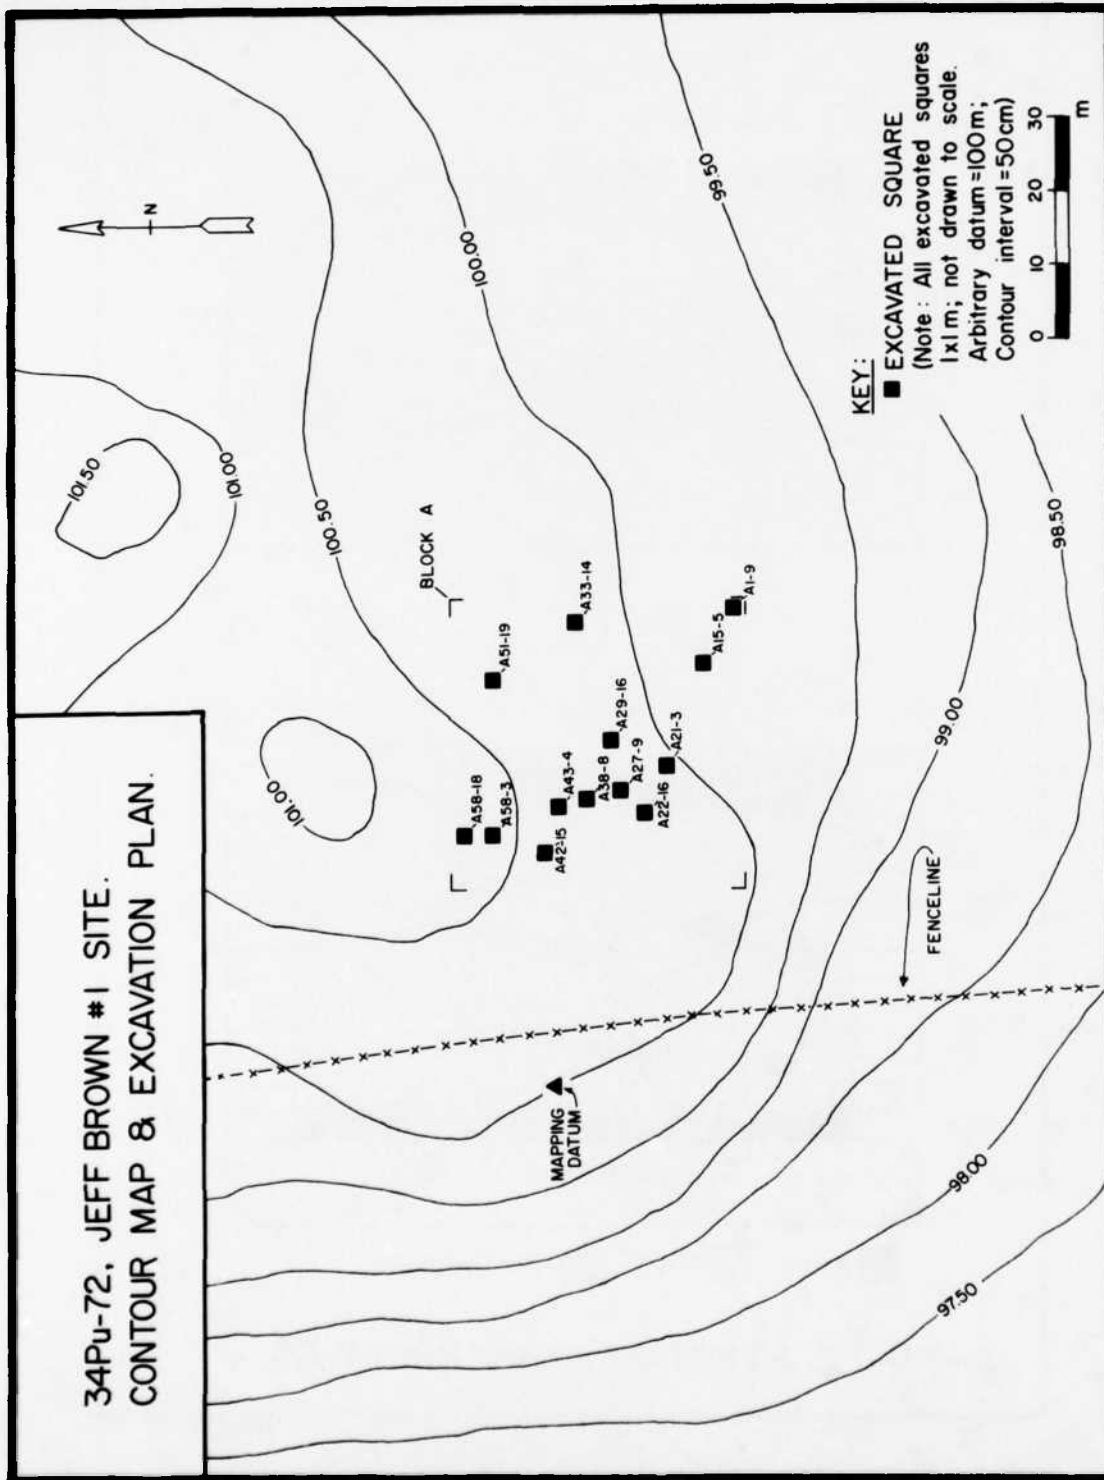 34Pu-72, JEFF BROWN #1 SITE.
CONTOUR MAP & EXCAVATION PLAN.
N
101.50
101.00
101.00
100.50
100.00
99.50
99.00
98.50
98.00
97.50
BLOCK A
A58-18
A58-3
A51-19
A42-15
A43-4
A38-8
A33-14
A29-16
A27-9
A22-16
A21-3
A15-5
A1-9
MAPPING
DATUM
FENCELINE
KEY:
■ EXCAVATED SQUARE
(Note: All excavated squares
1x1m; not drawn to scale.
Arbitrary datum=100m;
Contour interval=50cm)
0 10 20 30
m